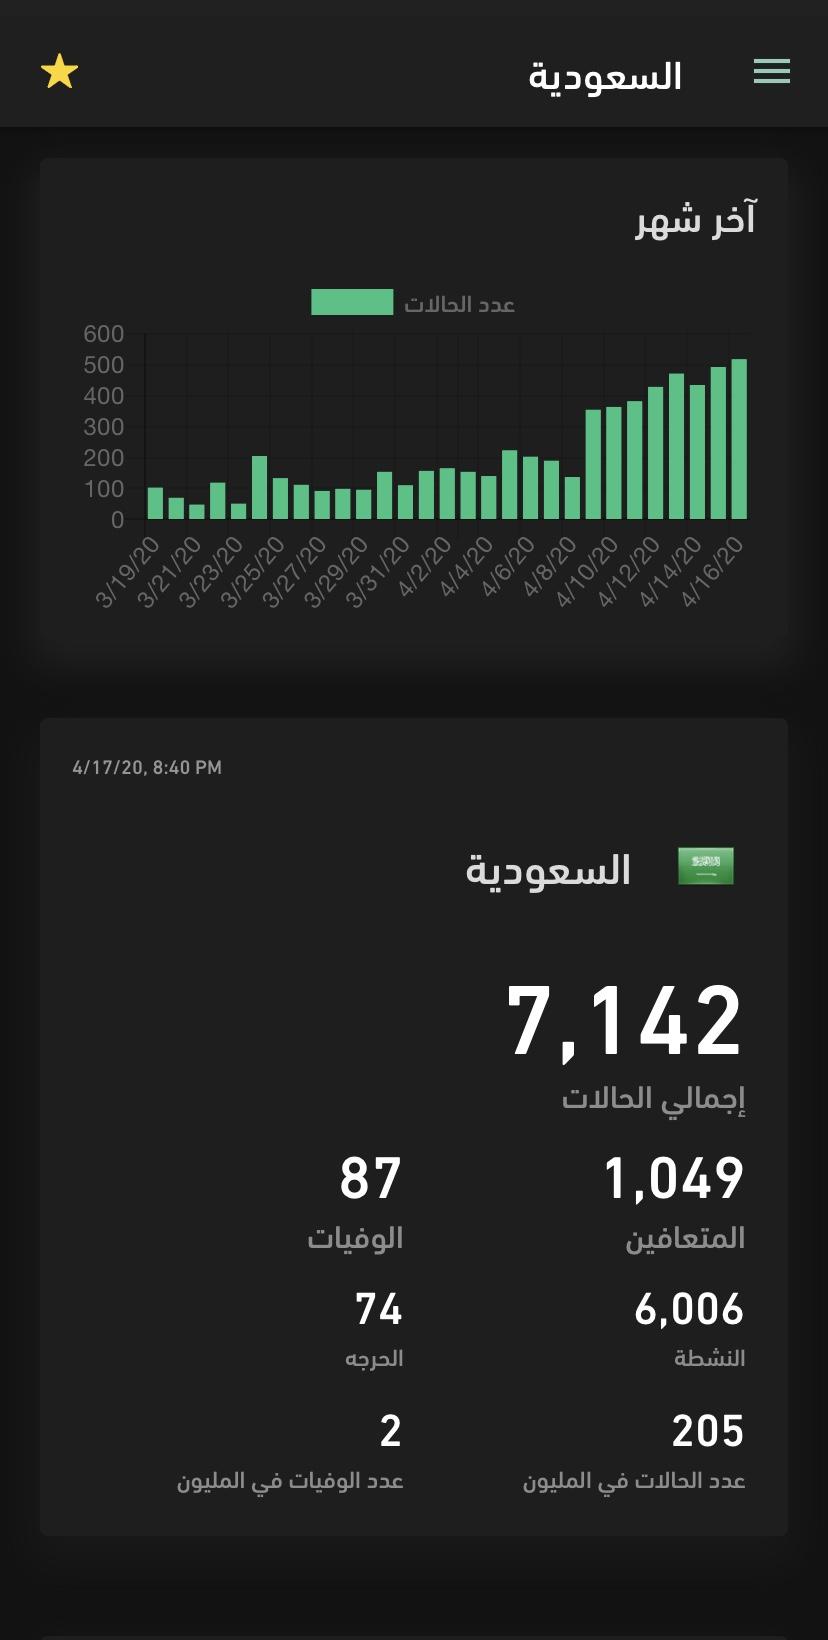 السعودية
آخر شهر
عدد الحالات
600
500
400
300
200
100
0
3/19/20
3/21/20
3/23/20
3/25/20
3/27/20
3/29/20
3/31/20
4/2/20
4/4/20
4/6/20
4/8/20
4/10/20
4/12/20
4/14/20
4/16/20
4/17/20, 8:40 PM
السعودية
7,142
إجمالي الحالات
1,049
المتعافين
87
الوفيات
6,006
النشطة
74
الحرجه
205
عدد الحالات في المليون
2
عدد الوفيات في المليون